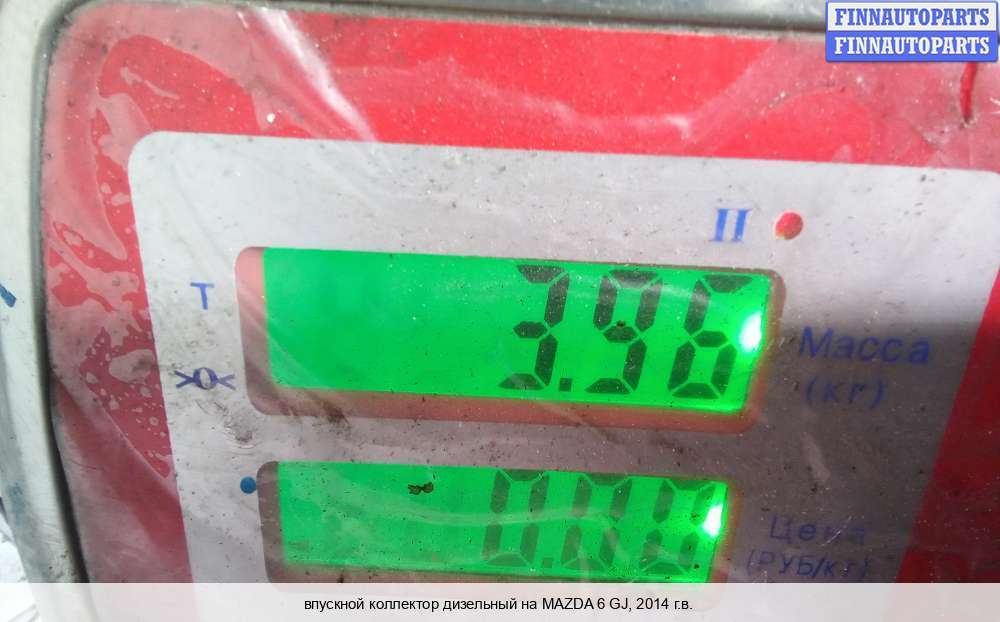 FINNAUTOPARTS
FINNAUTOPARTS
II
T
3.96
Масса
(кг)
>0<
0.00
Цена
(РУБ/кг)
впускной коллектор дизельный на MAZDA 6 GJ, 2014 г.в.